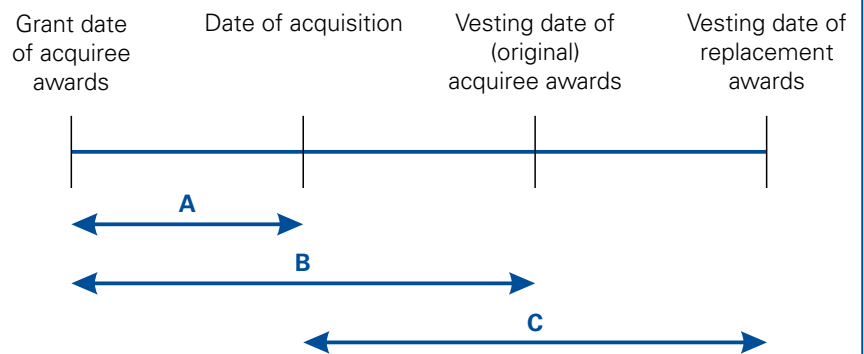 Grant date
of acquiree
awards
Date of acquisition
Vesting date of
(original)
acquiree awards
Vesting date of
replacement
awards
A
B
C